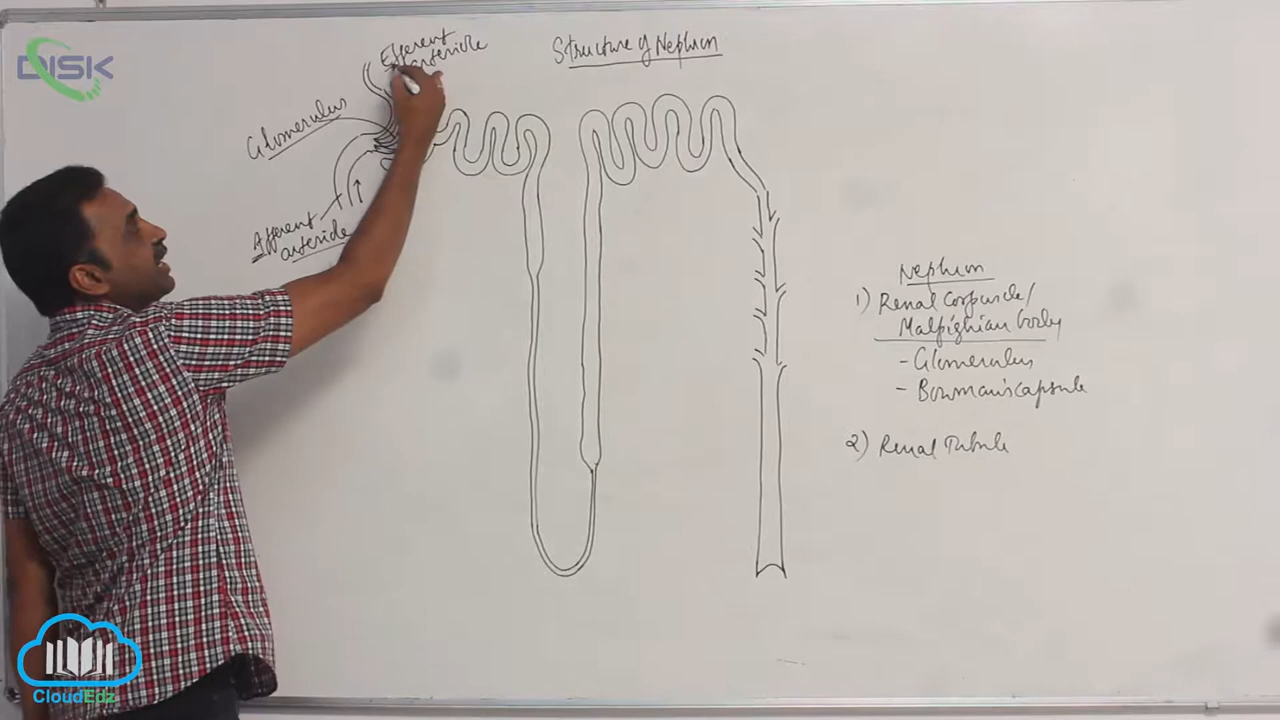 DISK
Structure of Nephron
Efferent
arteriole
Glomerulus
Afferent
arteriole
Nephron
1) Renal Corpuscle/
Malpighian body
- Glomerulus
- Bowman's capsule
2) Renal Tubule
CloudEdz